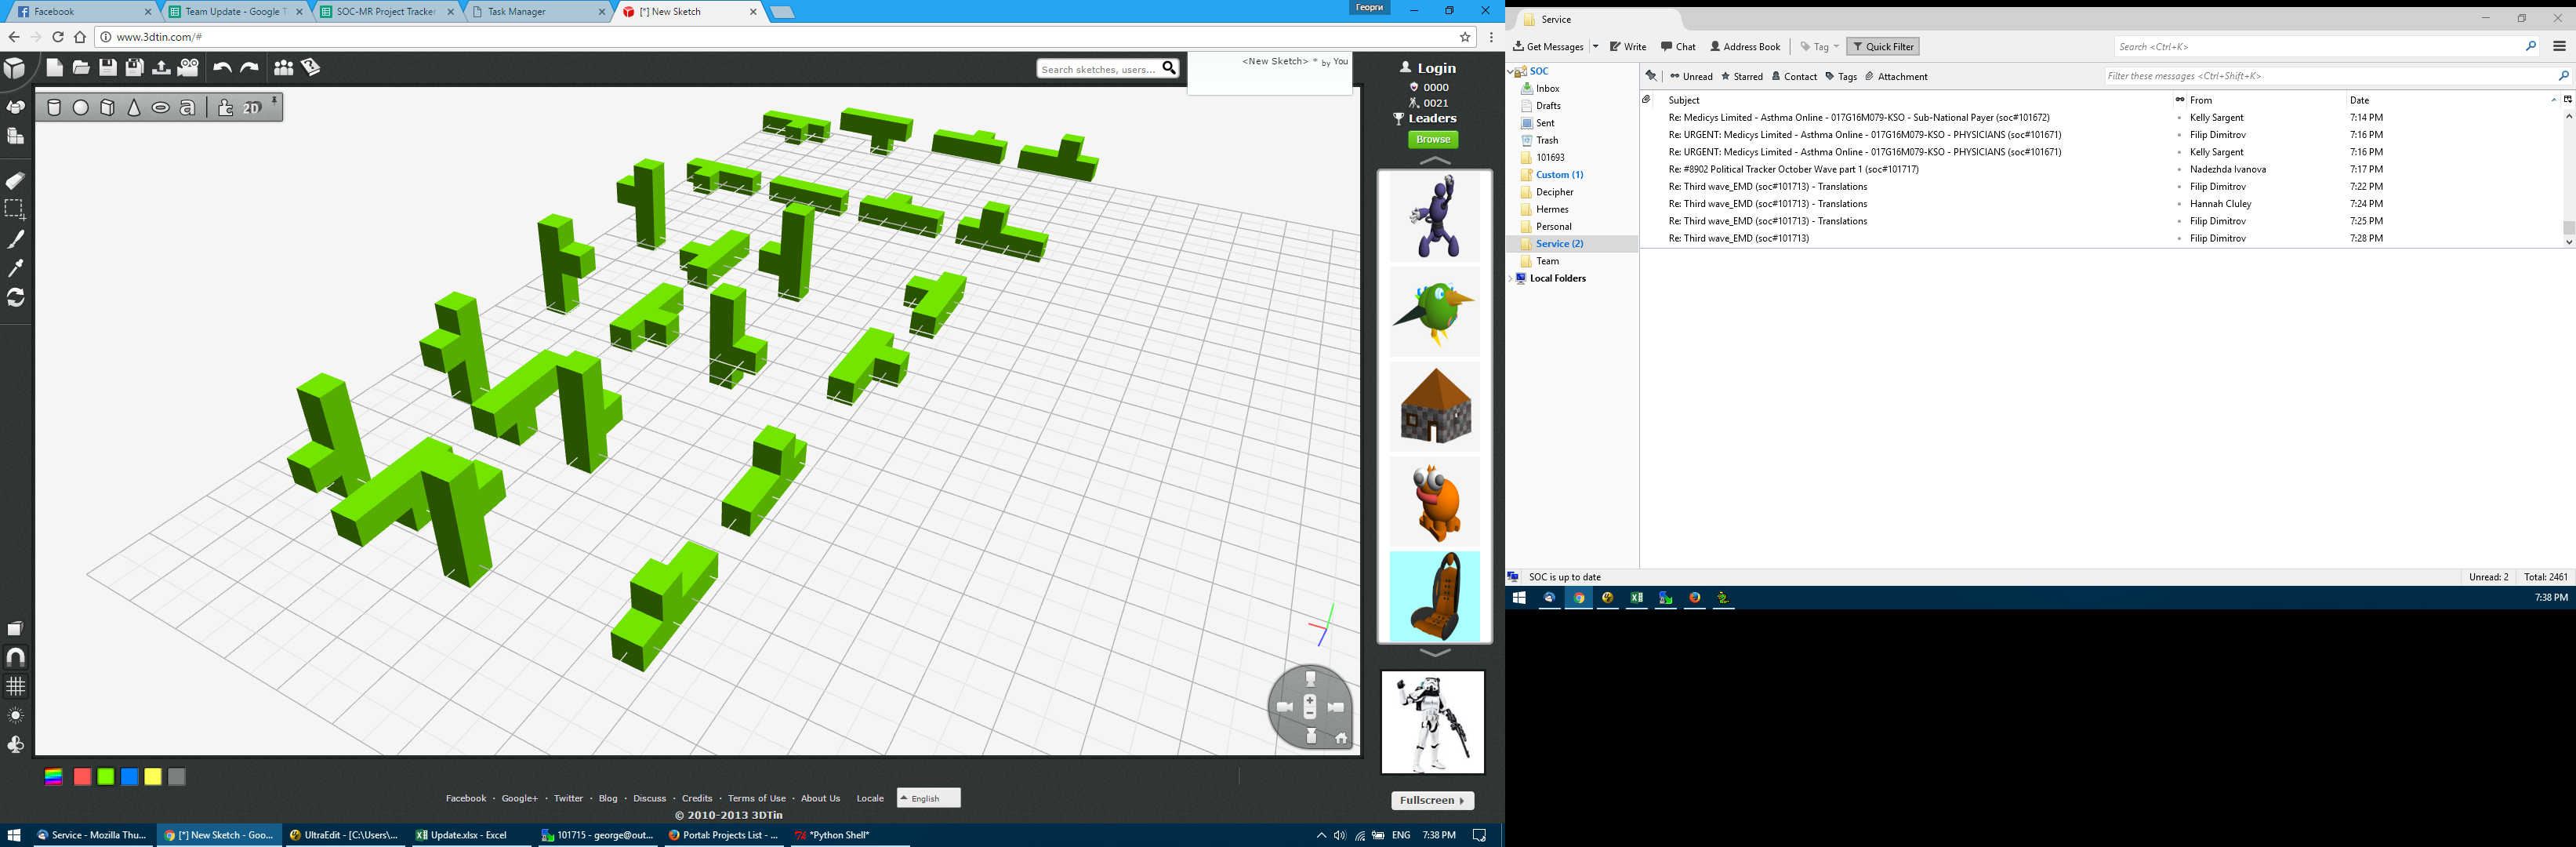 Facebook
Team Update - Google T
SOC-MR Project Tracker
Task Manager
[*] New Sketch
Георги
www.3dtin.com/#
Search sketches, users...
<New Sketch> * by You
Login
0000
0021
Leaders
Browse
a
2D
Facebook · Google+ · Twitter · Blog · Discuss · Credits · Terms of Use · About Us Locale English
© 2010-2013 3DTin
Fullscreen
Service - Mozilla Thu...
[*] New Sketch - Goo...
UltraEdit - [C:\Users\...
Update.xlsx - Excel
101715 - george@out...
Portal: Projects List - ...
*Python Shell*
ENG
7:38 PM
Service
Get Messages
Write
Chat
Address Book
Tag
Quick Filter
Search <Ctrl+K>
SOC
Inbox
Drafts
Sent
Trash
101693
Custom (1)
Decipher
Hermes
Personal
Service (2)
Team
Local Folders
Unread
Starred
Contact
Tags
Attachment
Filter these messages <Ctrl+Shift+K>
Subject From Date
Re: Medicys Limited - Asthma Online - 017G16M079-KSO - Sub-National Payer (soc#101672) Kelly Sargent 7:14 PM
Re: URGENT: Medicys Limited - Asthma Online - 017G16M079-KSO - PHYSICIANS (soc#101671) Filip Dimitrov 7:16 PM
Re: URGENT: Medicys Limited - Asthma Online - 017G16M079-KSO - PHYSICIANS (soc#101671) Kelly Sargent 7:16 PM
Re: #8902 Political Tracker October Wave part 1 (soc#101717) Nadezhda Ivanova 7:17 PM
Re: Third wave_EMD (soc#101713) - Translations Filip Dimitrov 7:22 PM
Re: Third wave_EMD (soc#101713) - Translations Hannah Cluley 7:24 PM
Re: Third wave_EMD (soc#101713) - Translations Filip Dimitrov 7:25 PM
Re: Third wave_EMD (soc#101713) Filip Dimitrov 7:28 PM
SOC is up to date
Unread: 2
Total: 2461
7:38 PM